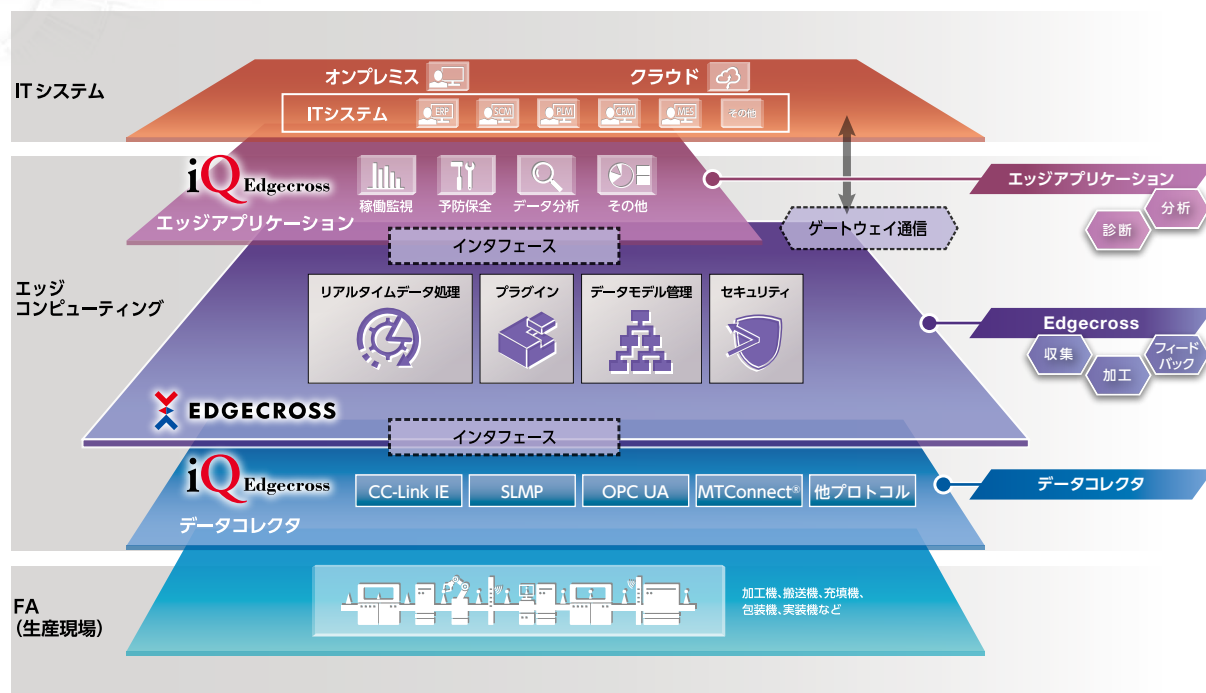 ITシステム
オンプレミス
クラウド
ITシステム
ERP
SCM
PLM
CRM
MES
その他
iQ Edgecross
エッジアプリケーション
稼働監視
予防保全
データ分析
その他
エッジアプリケーション
診断
分析
インタフェース
ゲートウェイ通信
エッジ
コンピューティング
リアルタイムデータ処理
プラグイン
データモデル管理
セキュリティ
Edgecross
収集
加工
フィード
バック
EDGECROSS
インタフェース
iQ Edgecross
データコレクタ
CC-Link IE
SLMP
OPC UA
MTConnect®
他プロトコル
データコレクタ
FA
（生産現場）
加工機、搬送機、充填機、
包装機、実装機など